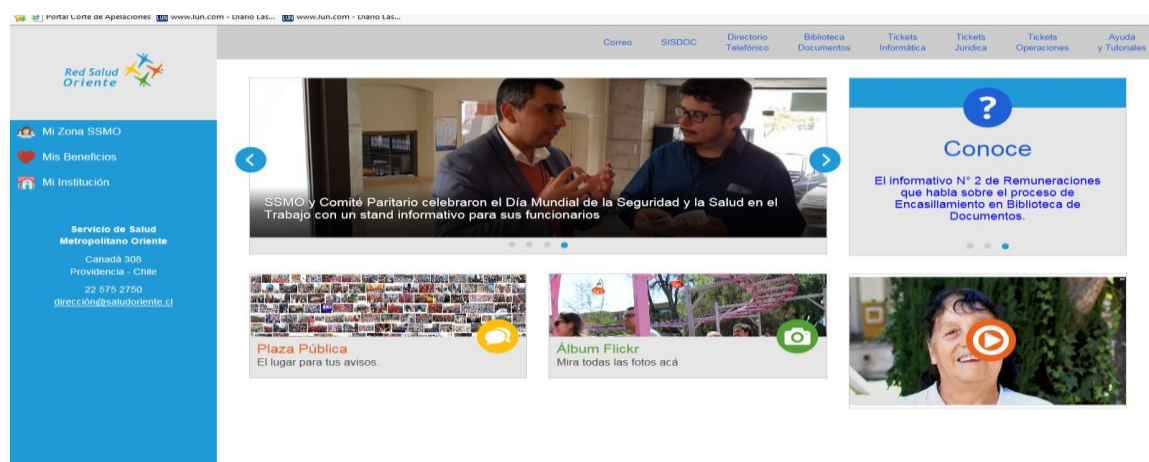 Portal Corte de Apelaciones LUN www.lun.com - Diario Las... LUN www.lun.com - Diario Las...
Correo SISDOC Directorio Telefónico Biblioteca Documentos Tickets Informática Tickets Juridica Tickets Operaciones Ayuda y Tutoriales
Red Salud
Oriente
Mi Zona SSMO
Mis Beneficios
Mi Institución
Servicio de Salud
Metropolitano Oriente
Canadá 308
Providencia - Chile
22 575 2750
dirección@saludoriente.cl
SSMO y Comité Paritario celebraron el Día Mundial de la Seguridad y la Salud en el
Trabajo con un stand informativo para sus funcionarios
?
Conoce
El informativo N° 2 de Remuneraciones
que habla sobre el proceso de
Encasillamiento en Biblioteca de
Documentos.
Plaza Pública
El lugar para tus avisos.
Álbum Flickr
Mira todas las fotos acá